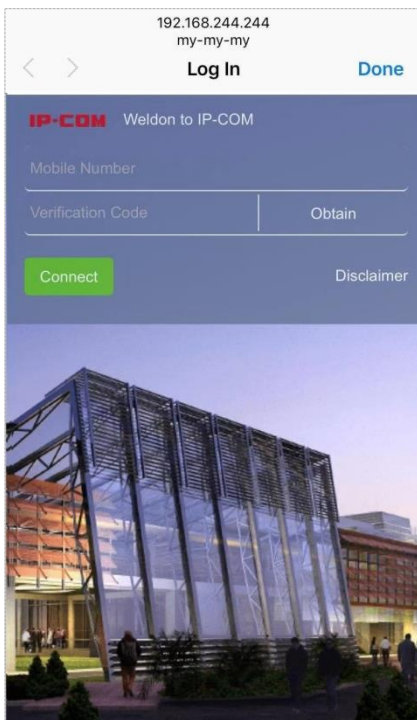 192.168.244.244
my-my-my
Log In
Done
IP-COM
Weldon to IP-COM
Mobile Number
Verification Code
Obtain
Connect
Disclaimer